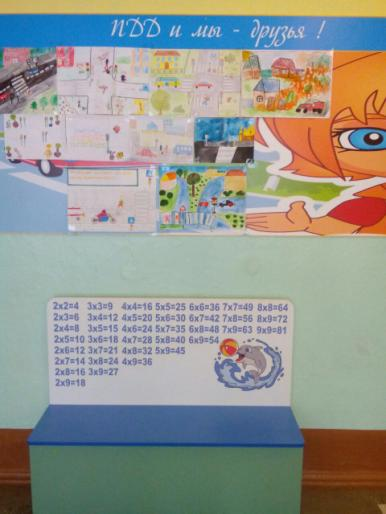 ПДД и мы - друзья !
2x2=4 3x3=9 4x4=16 5x5=25 6x6=36 7x7=49 8x8=64
2x3=6 3x4=12 4x5=20 5x6=30 6x7=42 7x8=56 8x9=72
2x4=8 3x5=15 4x6=24 5x7=35 6x8=48 7x9=63 9x9=81
2x5=10 3x6=18 4x7=28 5x8=40 6x9=54
2x6=12 3x7=21 4x8=32 5x9=45
2x7=14 3x8=24 4x9=36
2x8=16 3x9=27
2x9=18